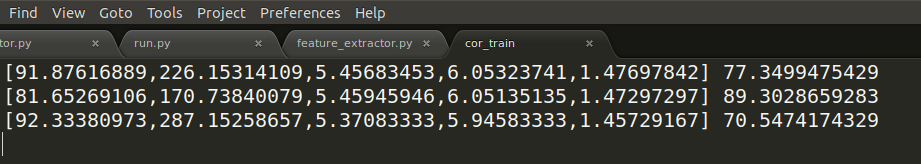 Find View Goto Tools Project Preferences Help
tor.py × run.py × feature_extractor.py × cor_train ×
[91.87616889,226.15314109,5.45683453,6.05323741,1.47697842] 77.3499475429
[81.65269106,170.73840079,5.45945946,6.05135135,1.47297297] 89.3028659283
[92.33380973,287.15258657,5.37083333,5.94583333,1.45729167] 70.5474174329